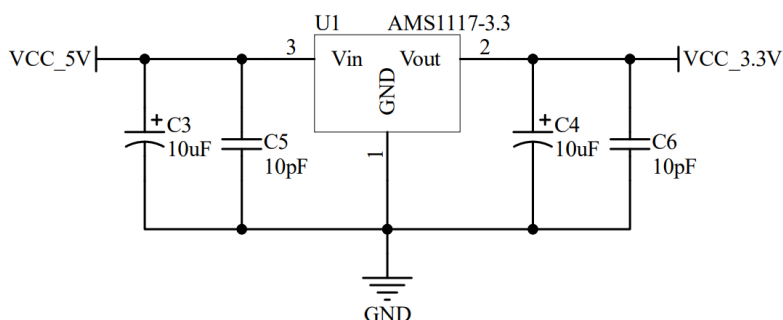 U1 AMS1117-3.3
VCC_5V 3 Vin Vout 2 VCC_3.3V
GND
1
C3
10uF
C5
10pF
C4
10uF
C6
10pF
GND